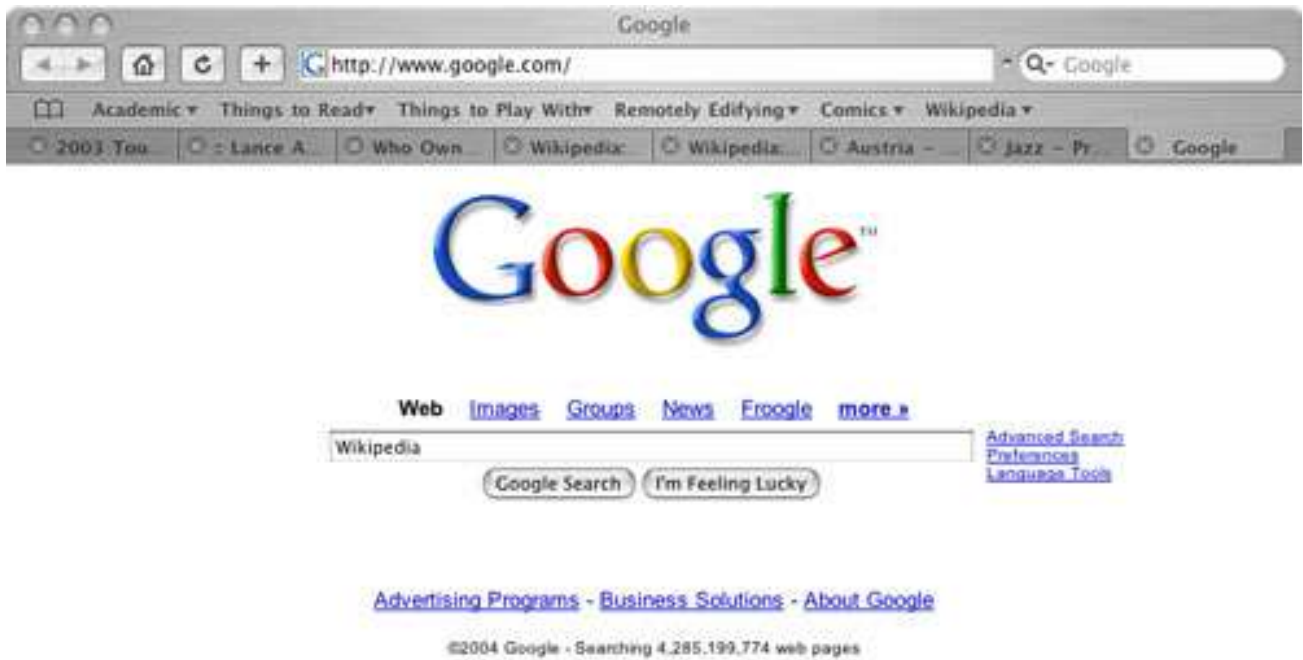 Google
http://www.google.com/ Google
Academic Things to Read Things to Play With Remotely Edifying Comics Wikipedia
2003 Tou... :: Lance A... Who Own... Wikipedia:... Wikipedia:... Austria – ... Jazz – Pr... Google
Google™
Web Images Groups News Froogle more »
Wikipedia
Advanced Search
Preferences
Language Tools
Google Search I'm Feeling Lucky
Advertising Programs - Business Solutions - About Google
©2004 Google - Searching 4,285,199,774 web pages